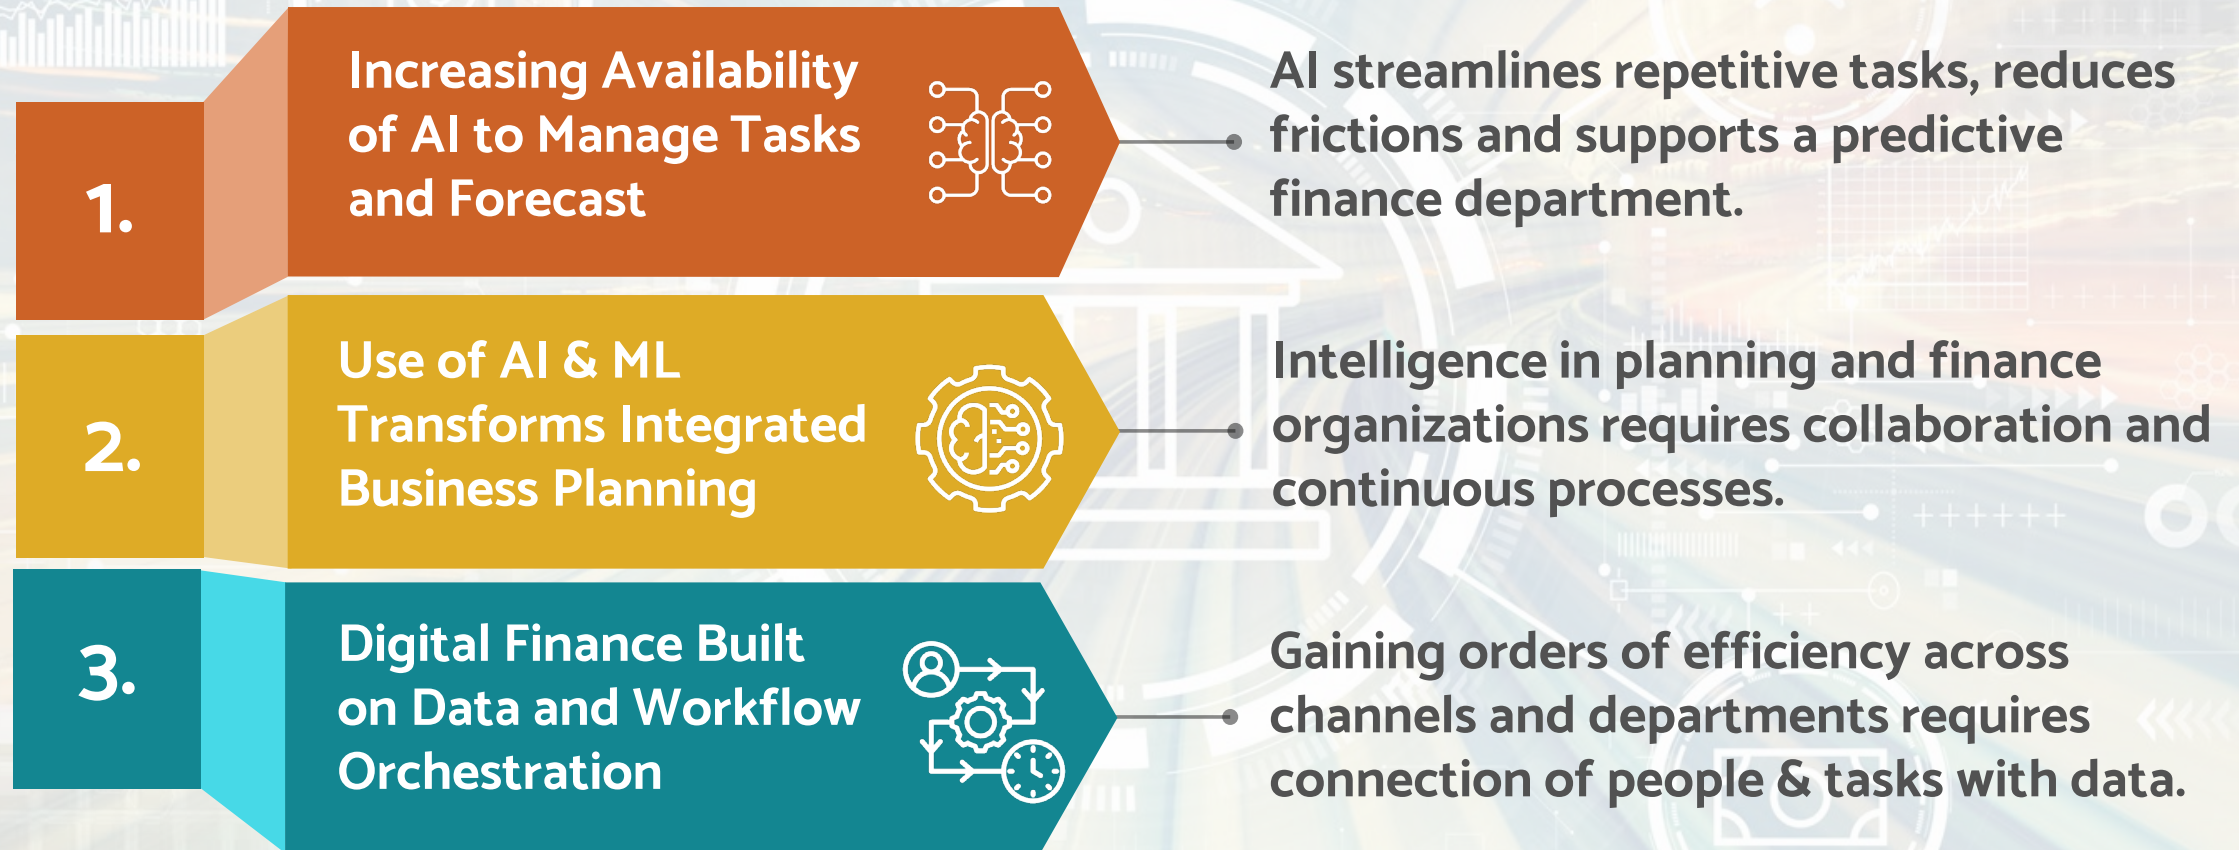 1.
Increasing Availability
of AI to Manage Tasks
and Forecast
AI streamlines repetitive tasks, reduces
frictions and supports a predictive
finance department.
2.
Use of AI & ML
Transforms Integrated
Business Planning
Intelligence in planning and finance
organizations requires collaboration and
continuous processes.
3.
Digital Finance Built
on Data and Workflow
Orchestration
Gaining orders of efficiency across
channels and departments requires
connection of people & tasks with data.